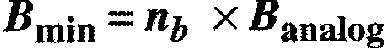 B_min = n_b × B_analog